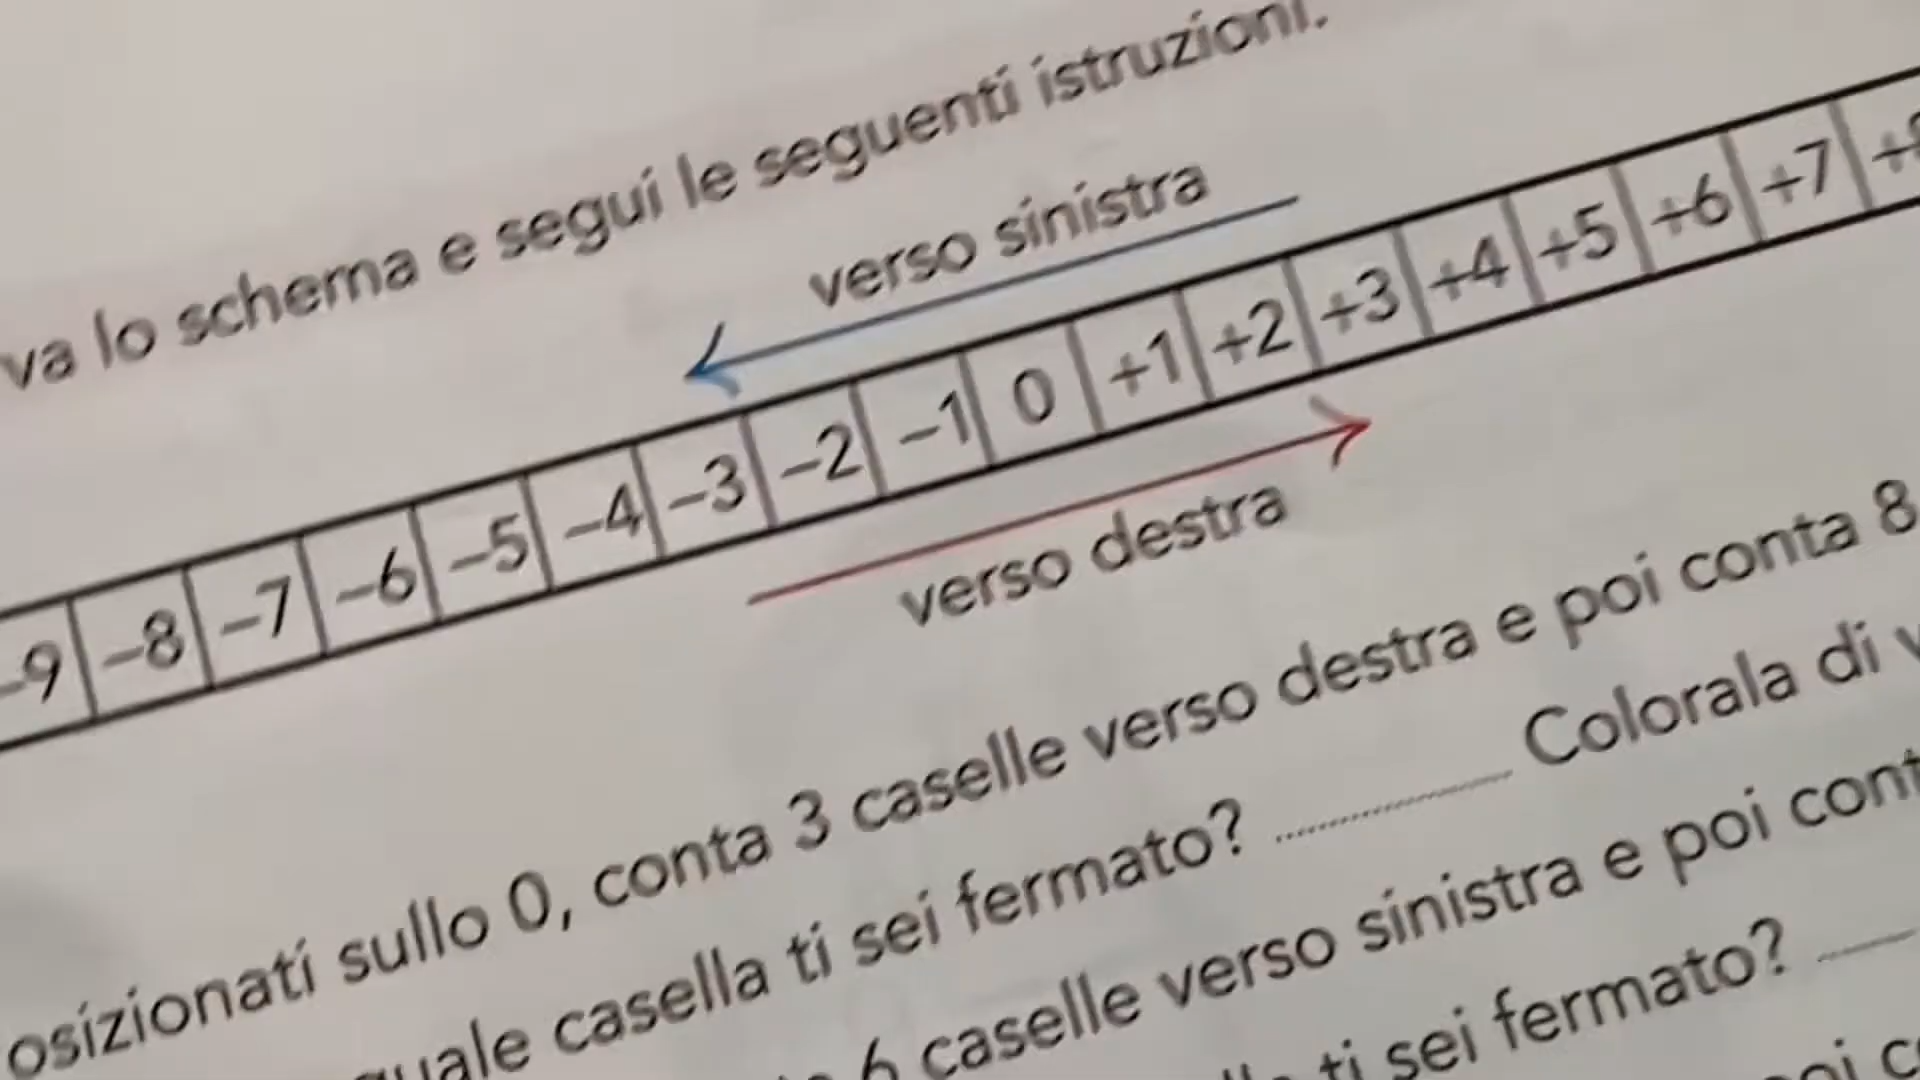 va lo schema e segui le seguenti istruzioni.
verso sinistra
-9 -8 -7 -6 -5 -4 -3 -2 -1 0 +1 +2 +3 +4 +5 +6 +7
verso destra
osizionati sullo 0, conta 3 caselle verso destra e poi conta 8
uale casella ti sei fermato? Colorala di v
6 caselle verso sinistra e poi cont
ti sei fermato?